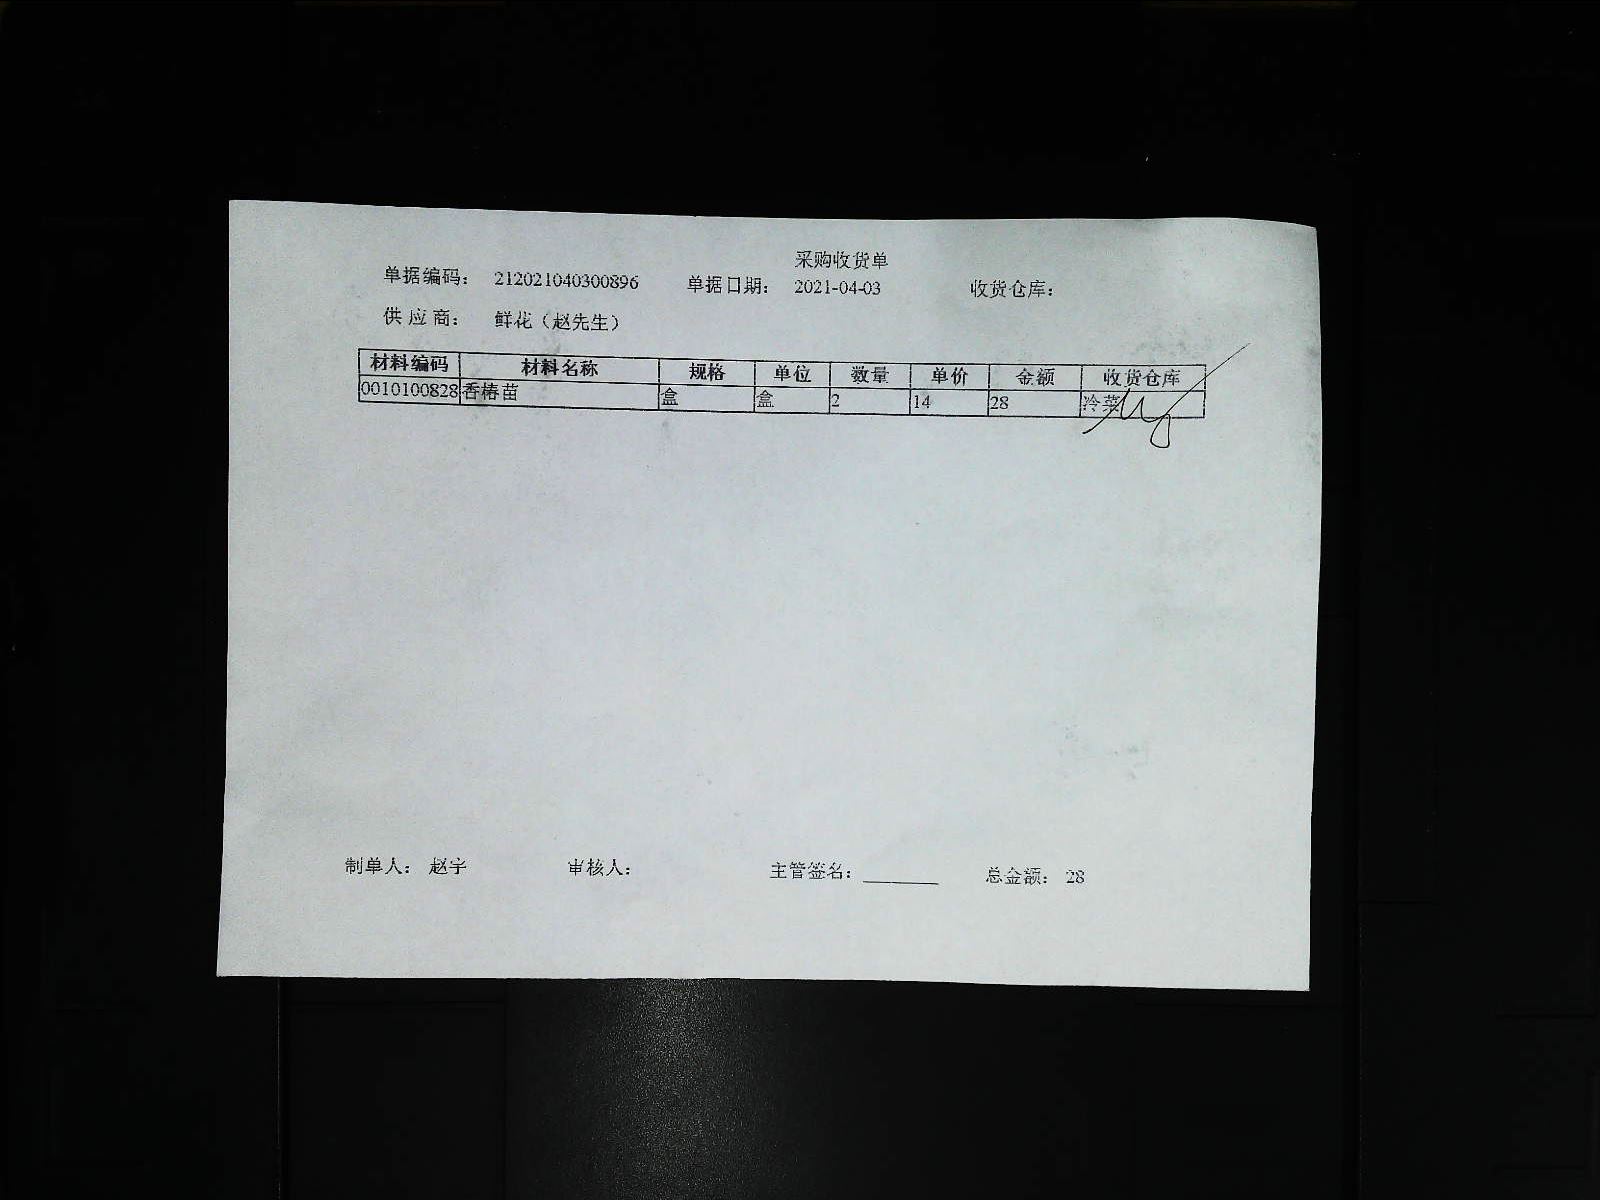 采购收货单
单据编码： 212021040300896 单据日期： 2021-04-03 收货仓库：
供 应 商： 鲜花（赵先生）
材料编码 材料名称 规格 单位 数量 单价 金额 收货仓库
0010100828 香椿苗 盒 盒 2 14 28 冷菜
制单人： 赵宇 审核人： 主管签名： 总金额： 28